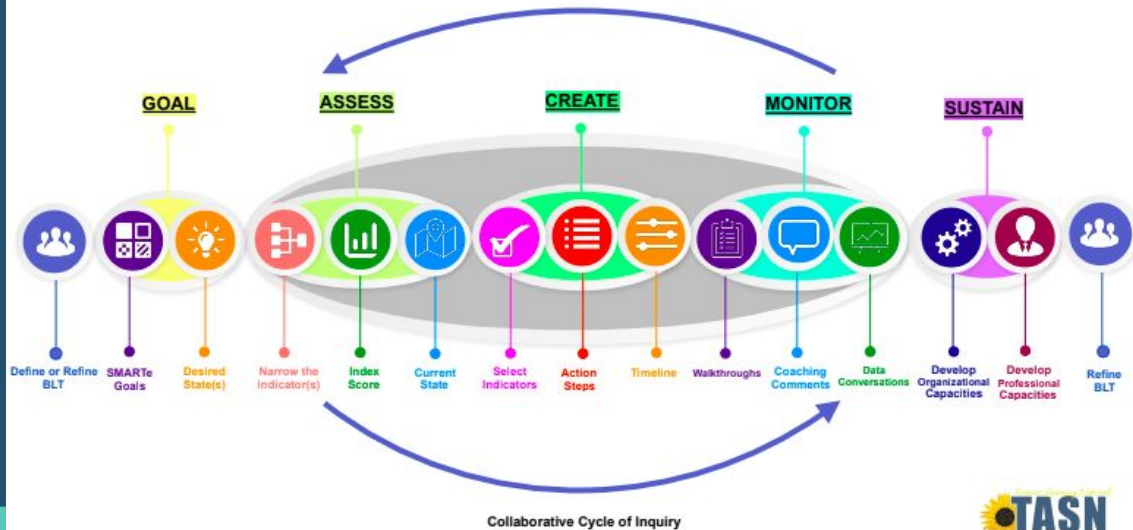 GOAL
ASSESS
CREATE
MONITOR
SUSTAIN
Define or Refine
BLT
SMARTe
Goals
Desired
State(s)
Narrow the
Indicator(s)
Index
Score
Current
State
Select
Indicators
Action
Steps
Timeline
Walkthroughs
Coaching
Comments
Data
Conversations
Develop
Organizational
Capacities
Develop
Professional
Capacities
Refine
BLT
Collaborative Cycle of Inquiry
TASN